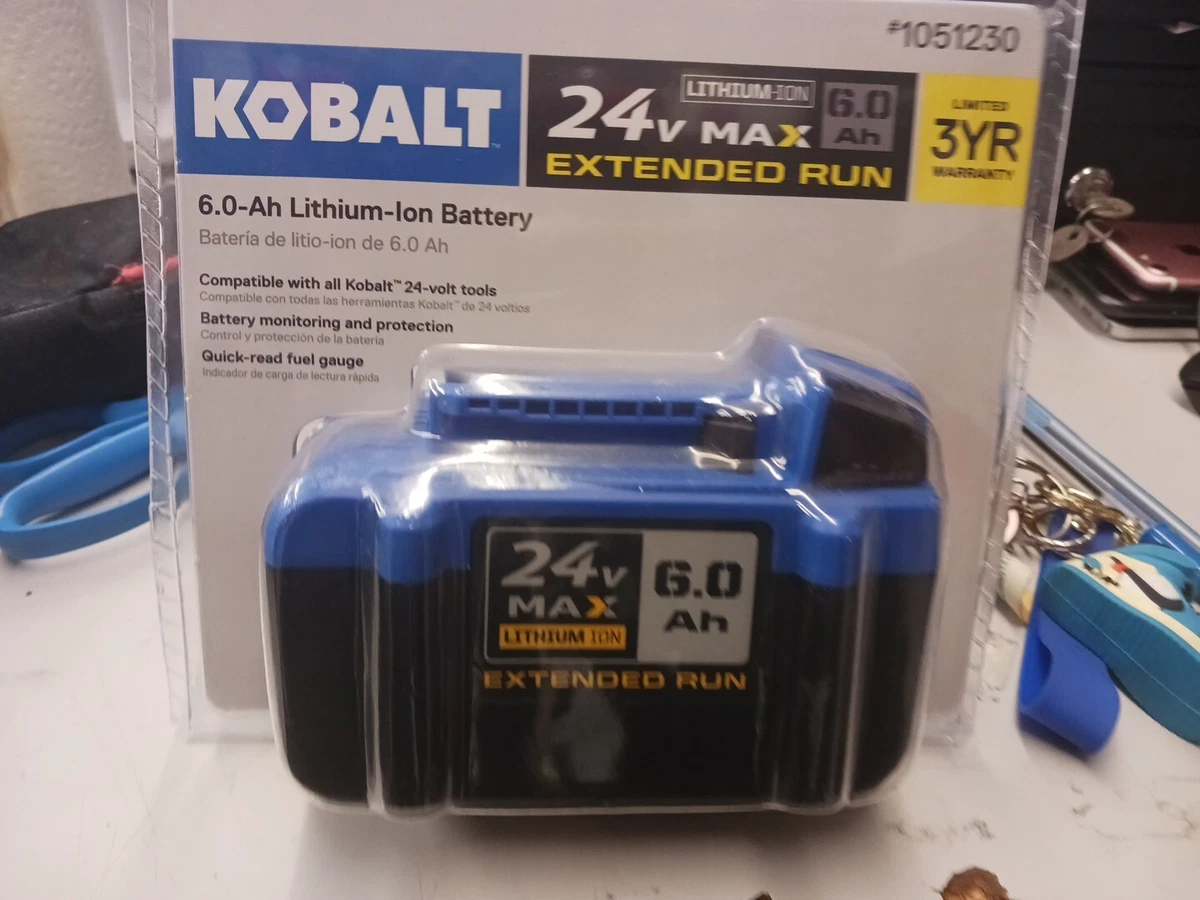 #1051230
KOBALT™
LITHIUM-ION
24V MAX
6.0
Ah
EXTENDED RUN
LIMITED
3YR
WARRANTY
6.0-Ah Lithium-Ion Battery
Batería de litio-ion de 6.0 Ah
Compatible with all Kobalt™ 24-volt tools
Compatible con todas las herramientas Kobalt™ de 24 voltios
Battery monitoring and protection
Control y protección de la batería
Quick-read fuel gauge
Indicador de carga de lectura rápida
24V
MAX
LITHIUM ION
6.0
Ah
EXTENDED RUN